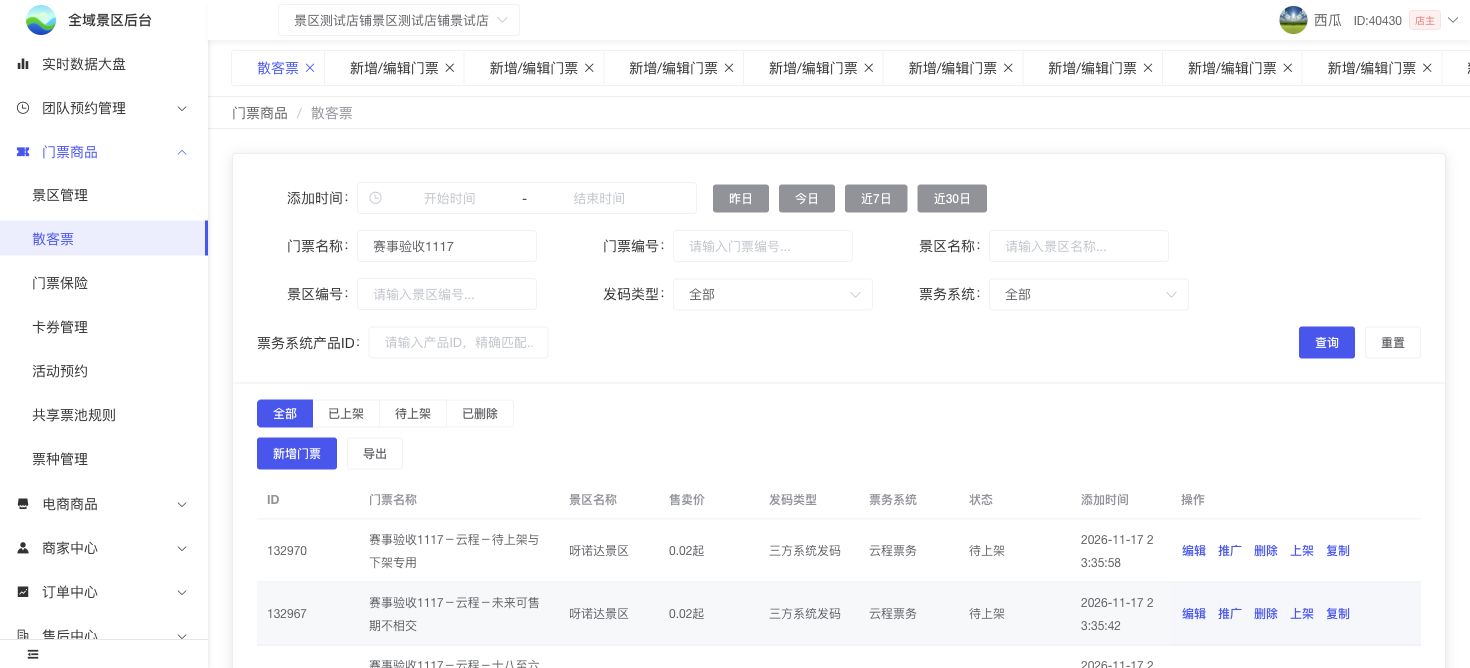 全域景区后台
景区测试店铺景区测试店铺景试店
西瓜 ID:40430 店主
实时数据大盘
团队预约管理
门票商品
景区管理
散客票
门票保险
卡券管理
活动预约
共享票池规则
票种管理
电商商品
商家中心
订单中心
售后中心
散客票 新增/编辑门票 新增/编辑门票 新增/编辑门票 新增/编辑门票 新增/编辑门票 新增/编辑门票 新增/编辑门票 新增/编辑门票
门票商品 / 散客票
添加时间: 开始时间 - 结束时间 昨日 今日 近7日 近30日
门票名称: 赛事验收1117 门票编号: 请输入门票编号... 景区名称: 请输入景区名称...
景区编号: 请输入景区编号... 发码类型: 全部 票务系统: 全部
票务系统产品ID: 请输入产品ID, 精确匹配.. 查询 重置
全部 已上架 待上架 已删除
新增门票 导出
ID 门票名称 景区名称 售卖价 发码类型 票务系统 状态 添加时间 操作
132970 赛事验收1117－云程－待上架与下架专用 呀诺达景区 0.02起 三方系统发码 云程票务 待上架 2026-11-17 23:35:58 编辑 推广 删除 上架 复制
132967 赛事验收1117－云程－未来可售期不相交 呀诺达景区 0.02起 三方系统发码 云程票务 待上架 2026-11-17 23:35:42 编辑 推广 删除 上架 复制
赛事验收1117－云程－十八至六 2026-11-17 2